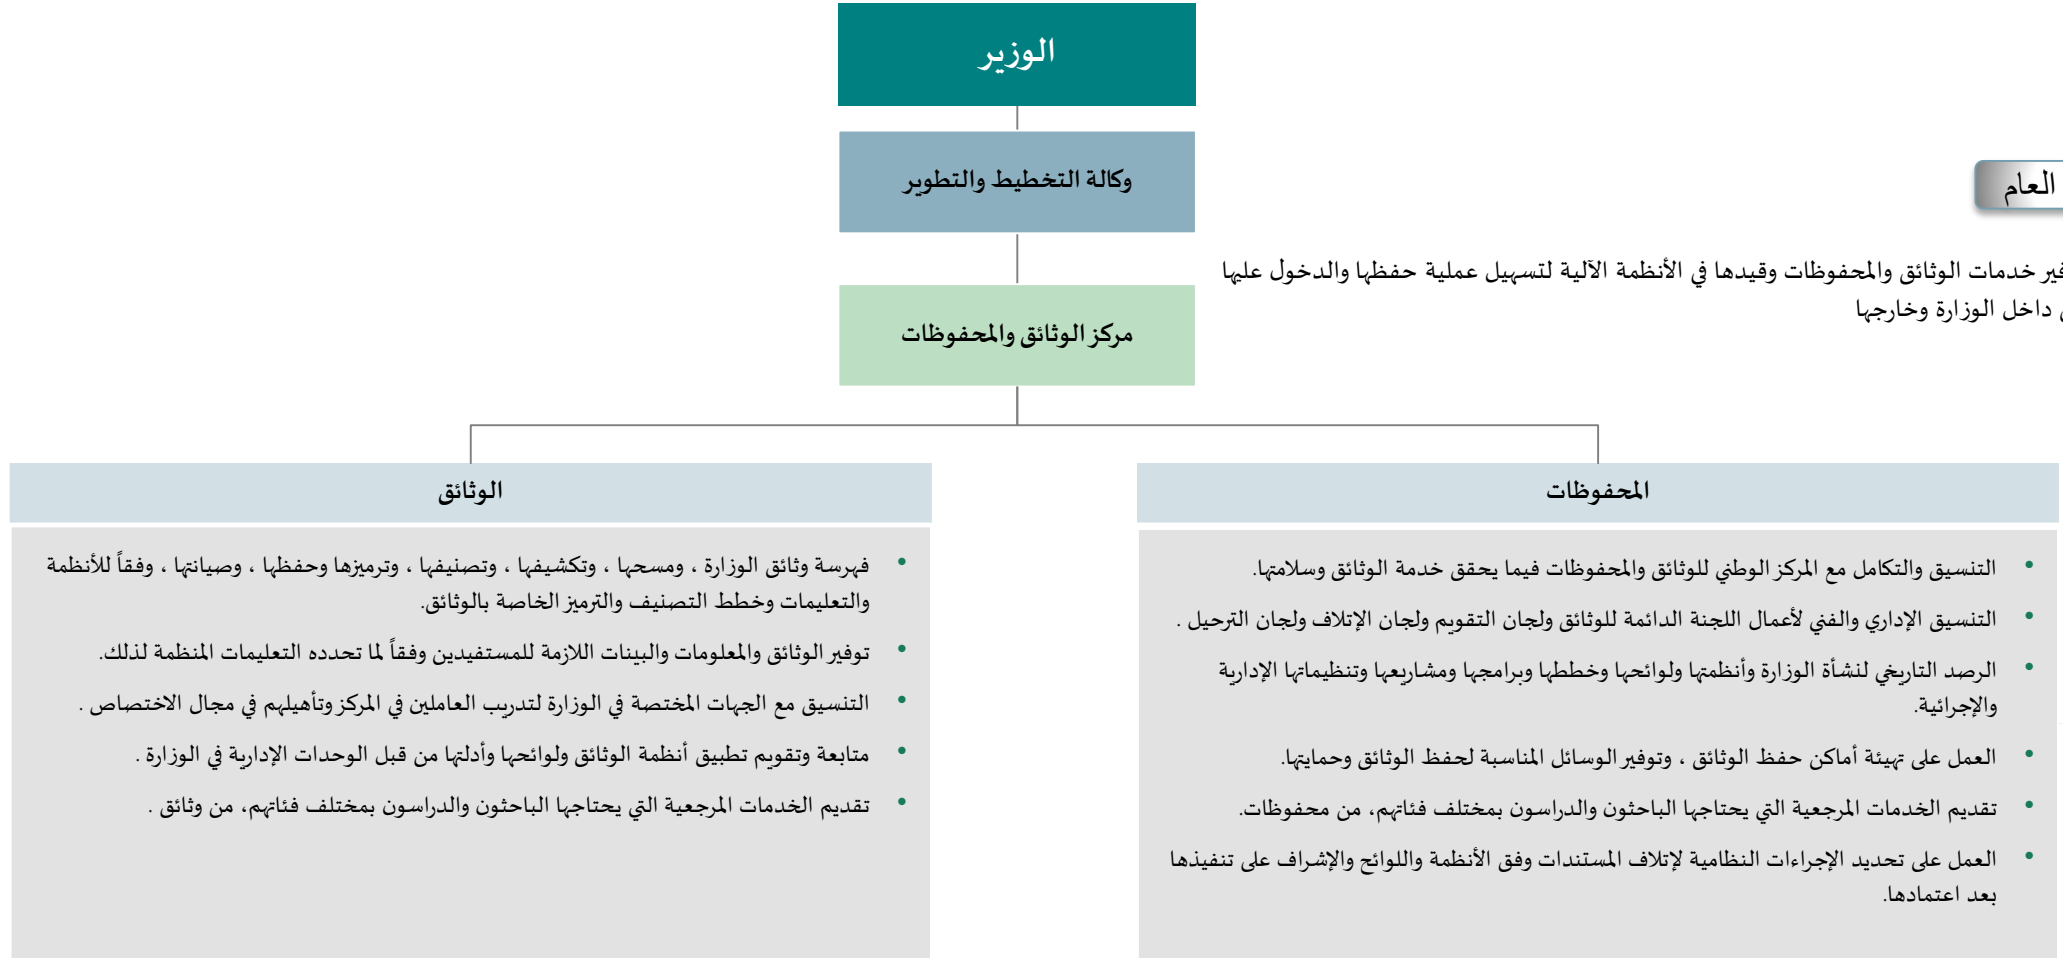 الوزير
وكالة التخطيط والتطوير
العام
خدمات الوثائق والمحفوظات وقيدها في الأنظمة الآلية لتسهيل عملية حفظها والدخول عليها
داخل الوزارة وخارجها
مركز الوثائق والمحفوظات
المحفوظات
• التنسيق والتكامل مع المركز الوطني للوثائق والمحفوظات فيما يحقق خدمة الوثائق وسلامتها.
• التنسيق الإداري والفني لأعمال اللجنة الدائمة للوثائق ولجان التقويم ولجان الإتلاف ولجان الترحيل .
• الرصد التاريخي لنشأة الوزارة وأنظمتها ولوائحها وخططها وبرامجها ومشاريعها وتنظيماتها الإدارية
والإجرائية.
• العمل على تهيئة أماكن حفظ الوثائق ، وتوفير الوسائل المناسبة لحفظ الوثائق وحمايتها.
• تقديم الخدمات المرجعية التي يحتاجها الباحثون والدراسون بمختلف فئاتهم، من محفوظات.
• العمل على تحديد الإجراءات النظامية لإتلاف المستندات وفق الأنظمة واللوائح والإشراف على تنفيذها
بعد اعتمادها.
الوثائق
• فهرسة وثائق الوزارة ، ومسحها ، وتكشيفها ، وتصنيفها ، وترميزها وحفظها ، وصيانتها ، وفقاً للأنظمة
والتعليمات وخطط التصنيف والترميز الخاصة بالوثائق.
• توفير الوثائق والمعلومات والبينات اللازمة للمستفيدين وفقاً لما تحدده التعليمات المنظمة لذلك.
• التنسيق مع الجهات المختصة في الوزارة لتدريب العاملين في المركز وتأهيلهم في مجال الاختصاص .
• متابعة وتقويم تطبيق أنظمة الوثائق ولوائحها وأدلتها من قبل الوحدات الإدارية في الوزارة .
• تقديم الخدمات المرجعية التي يحتاجها الباحثون والدراسون بمختلف فئاتهم، من وثائق .